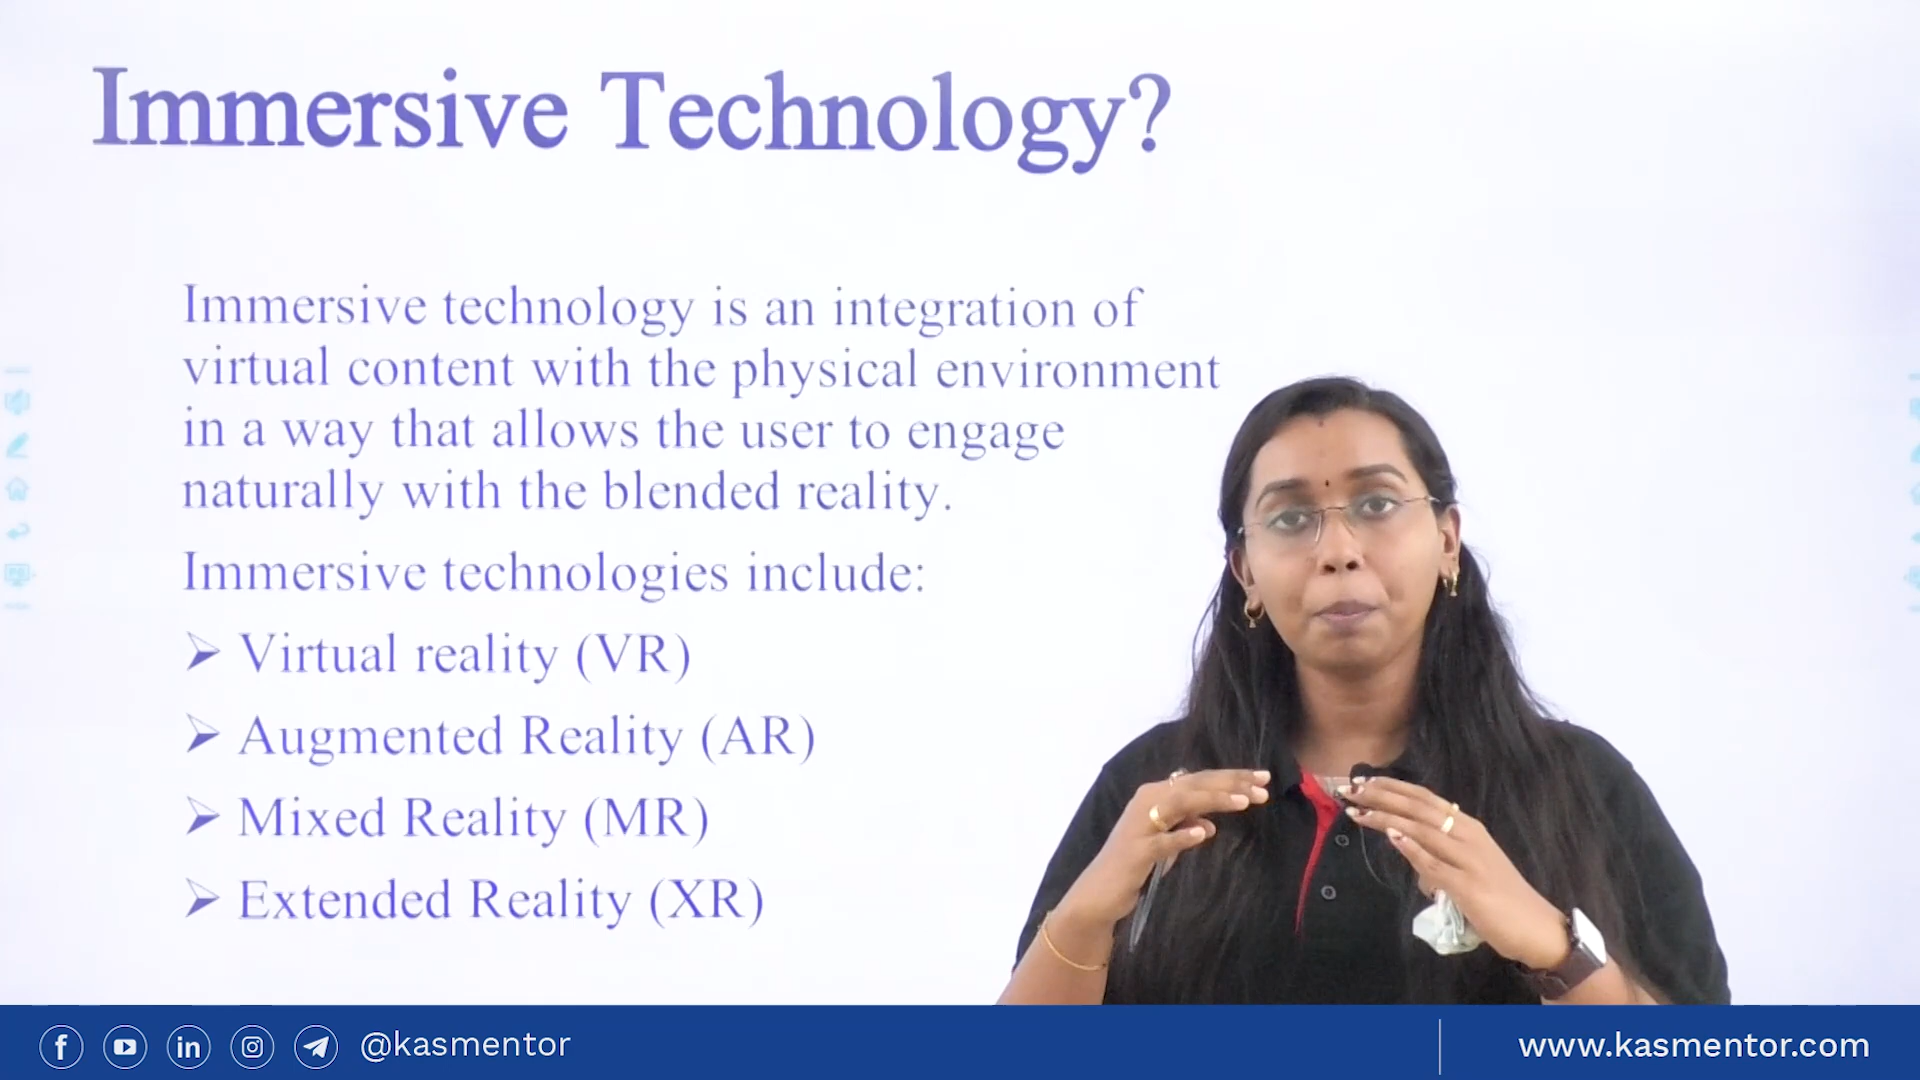 Immersive Technology?
Immersive technology is an integration of
virtual content with the physical environment
in a way that allows the user to engage
naturally with the blended reality.
Immersive technologies include:
Virtual reality (VR)
Augmented Reality (AR)
Mixed Reality (MR)
Extended Reality (XR)
@kasmentor
www.kasmentor.com